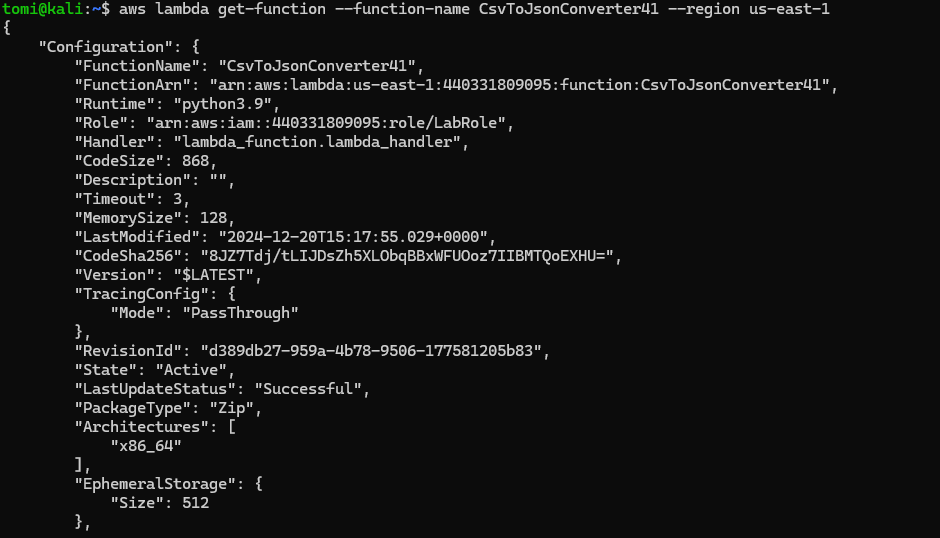 tomi@kali:~$ aws lambda get-function --function-name CsvToJsonConverter41 --region us-east-1
{
    "Configuration": {
        "FunctionName": "CsvToJsonConverter41",
        "FunctionArn": "arn:aws:lambda:us-east-1:440331809095:function:CsvToJsonConverter41",
        "Runtime": "python3.9",
        "Role": "arn:aws:iam::440331809095:role/LabRole",
        "Handler": "lambda_function.lambda_handler",
        "CodeSize": 868,
        "Description": "",
        "Timeout": 3,
        "MemorySize": 128,
        "LastModified": "2024-12-20T15:17:55.029+0000",
        "CodeSha256": "8JZ7Tdj/tLIJDsZh5XLObqBBxWFUOoz7IIBMTQoEXHU=",
        "Version": "$LATEST",
        "TracingConfig": {
            "Mode": "PassThrough"
        },
        "RevisionId": "d389db27-959a-4b78-9506-177581205b83",
        "State": "Active",
        "LastUpdateStatus": "Successful",
        "PackageType": "Zip",
        "Architectures": [
            "x86_64"
        ],
        "EphemeralStorage": {
            "Size": 512
        },